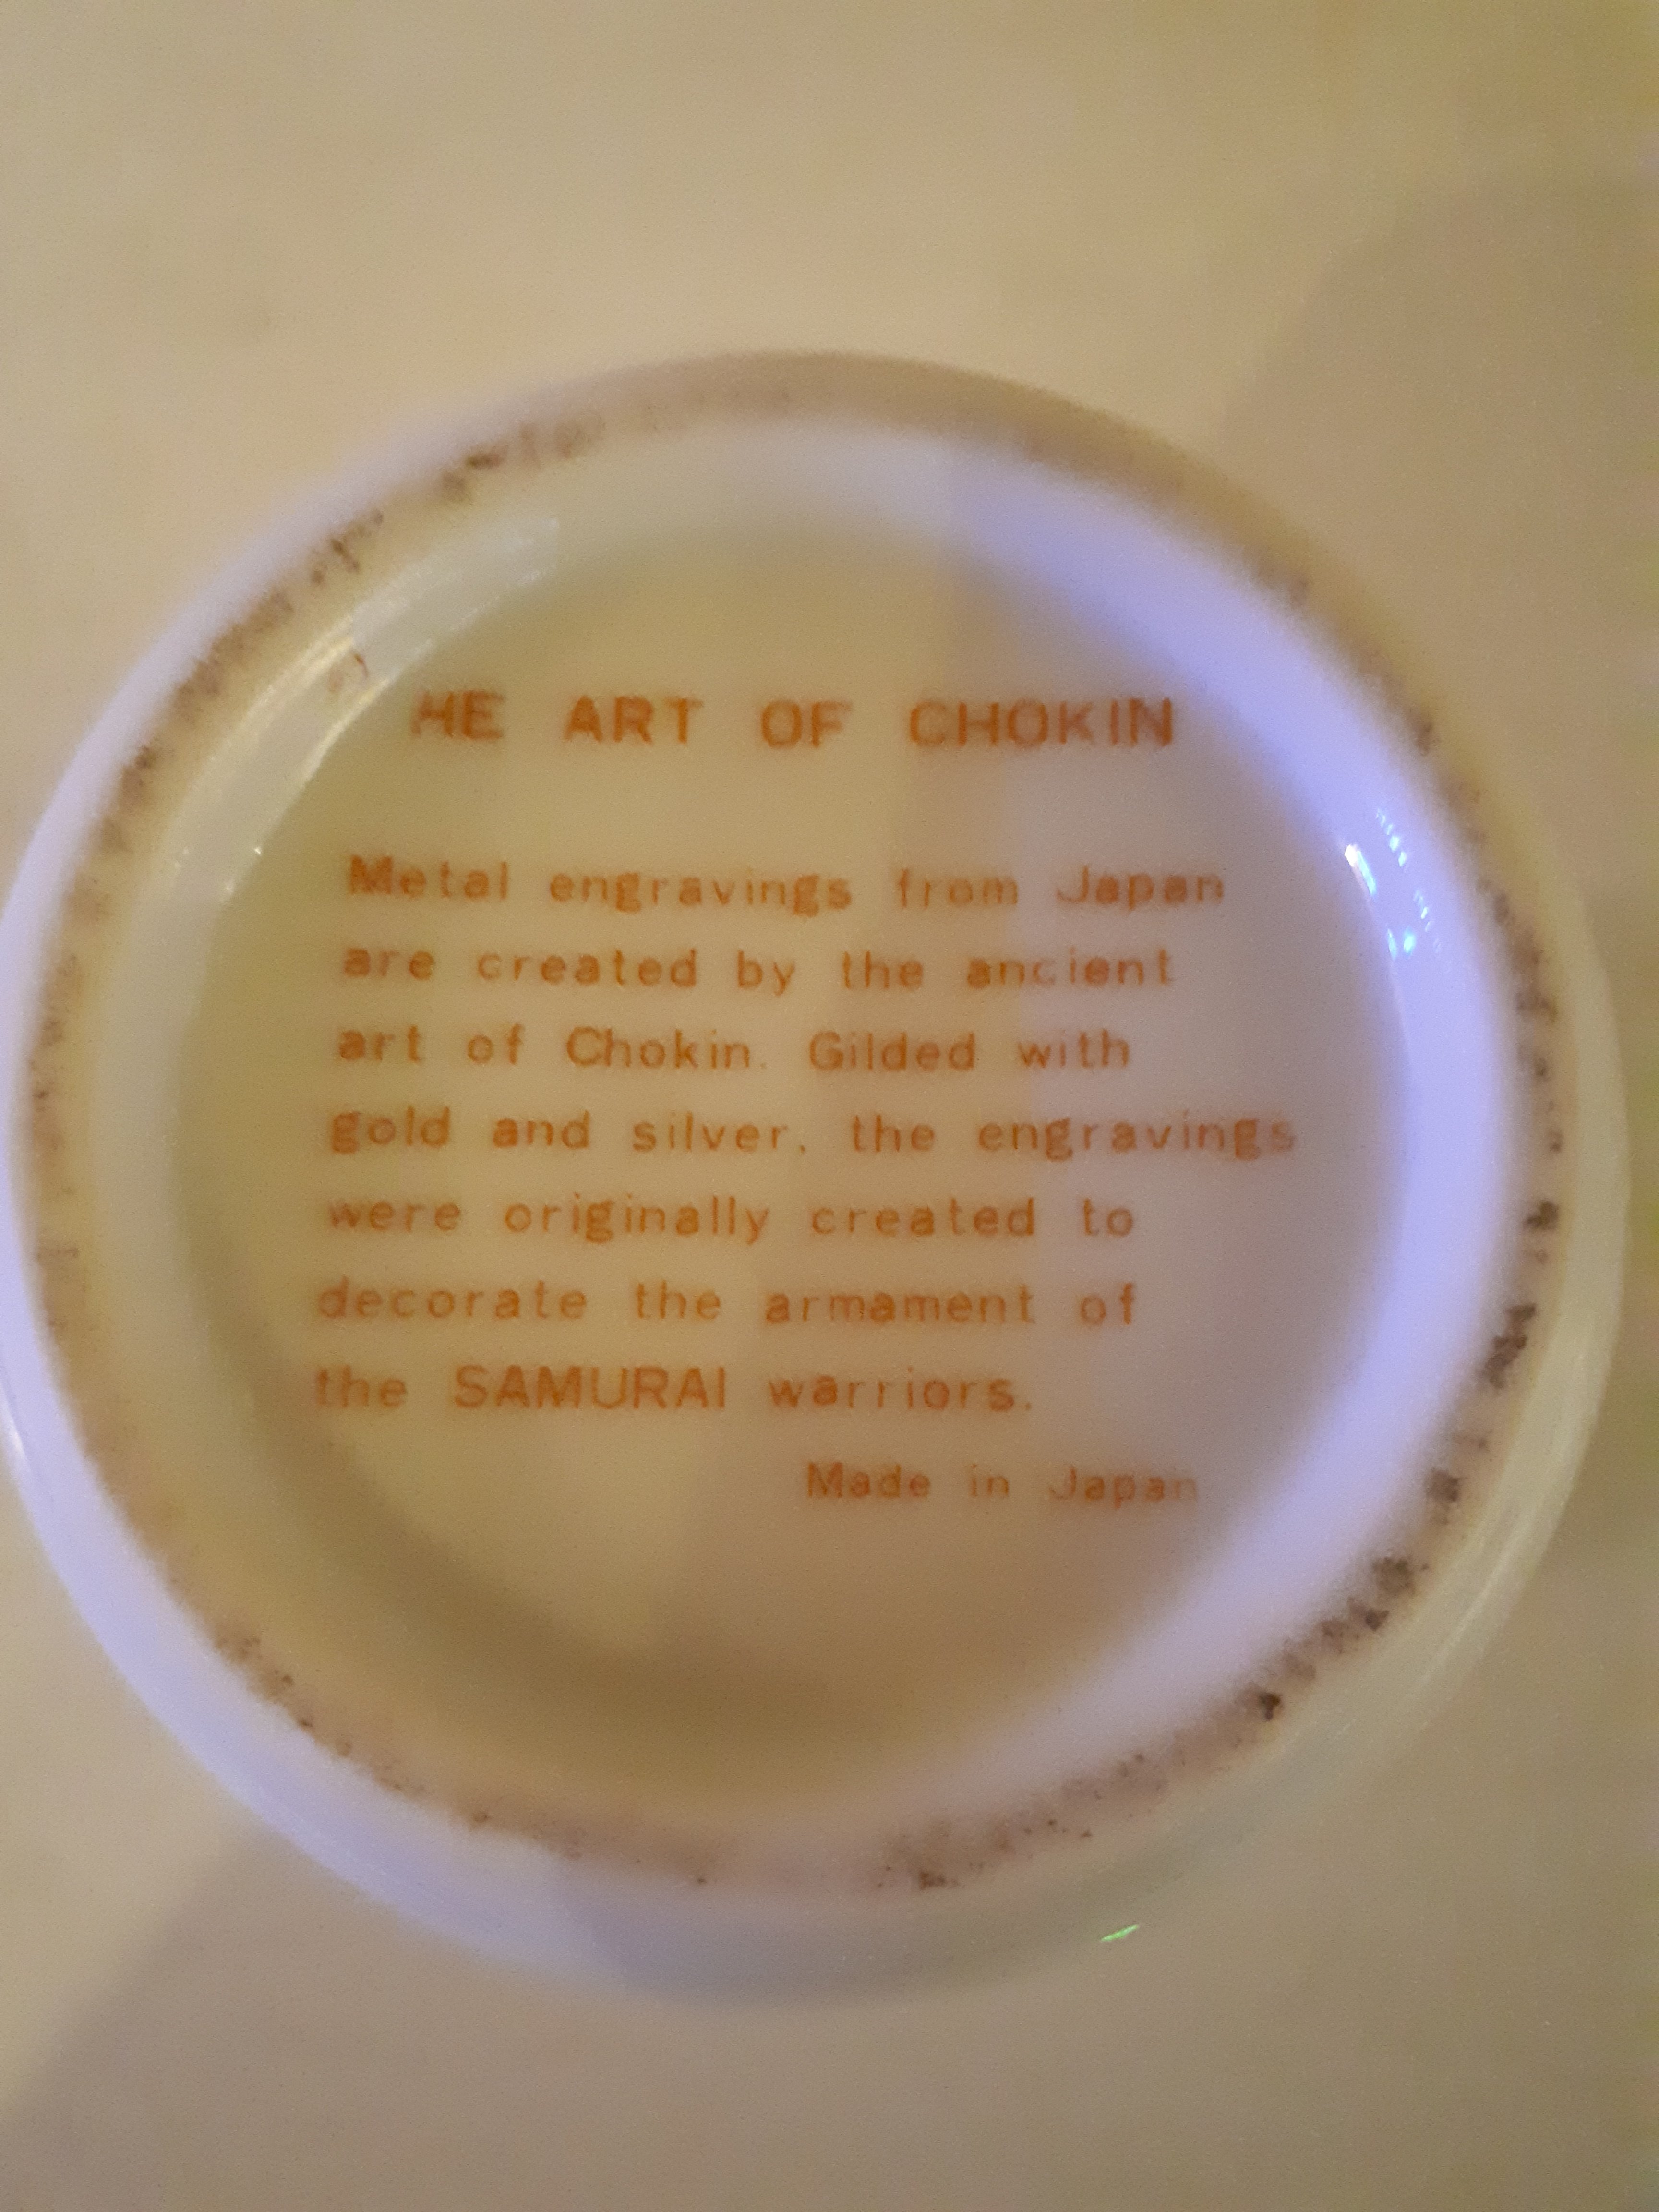 HE ART OF CHOKIN
Metal engravings from Japan
are created by the ancient
art of Chokin. Gilded with
gold and silver, the engravings
were originally created to
decorate the armament of
the SAMURAI warriors.
Made in Japan